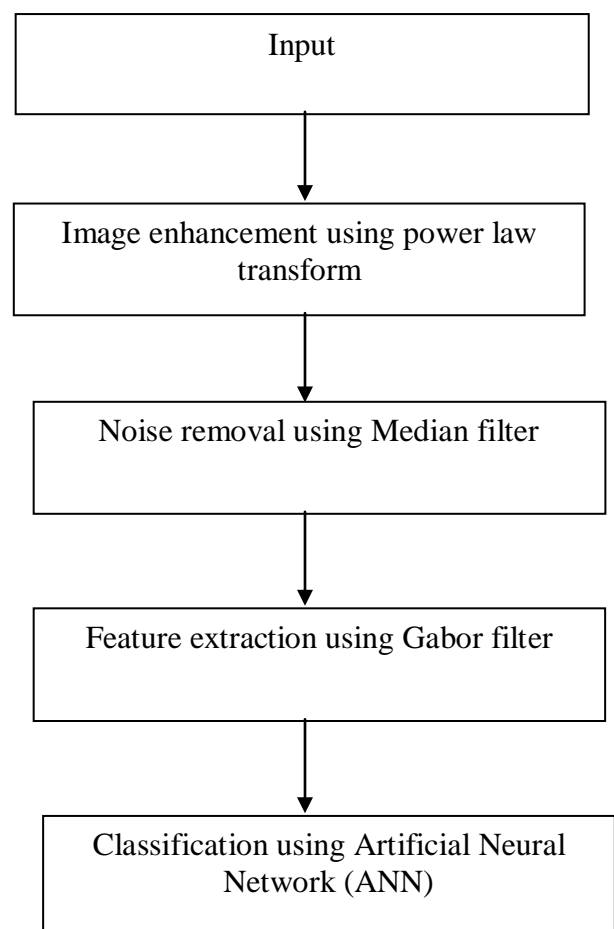 Input
Image enhancement using power law
transform
Noise removal using Median filter
Feature extraction using Gabor filter
Classification using Artificial Neural
Network (ANN)